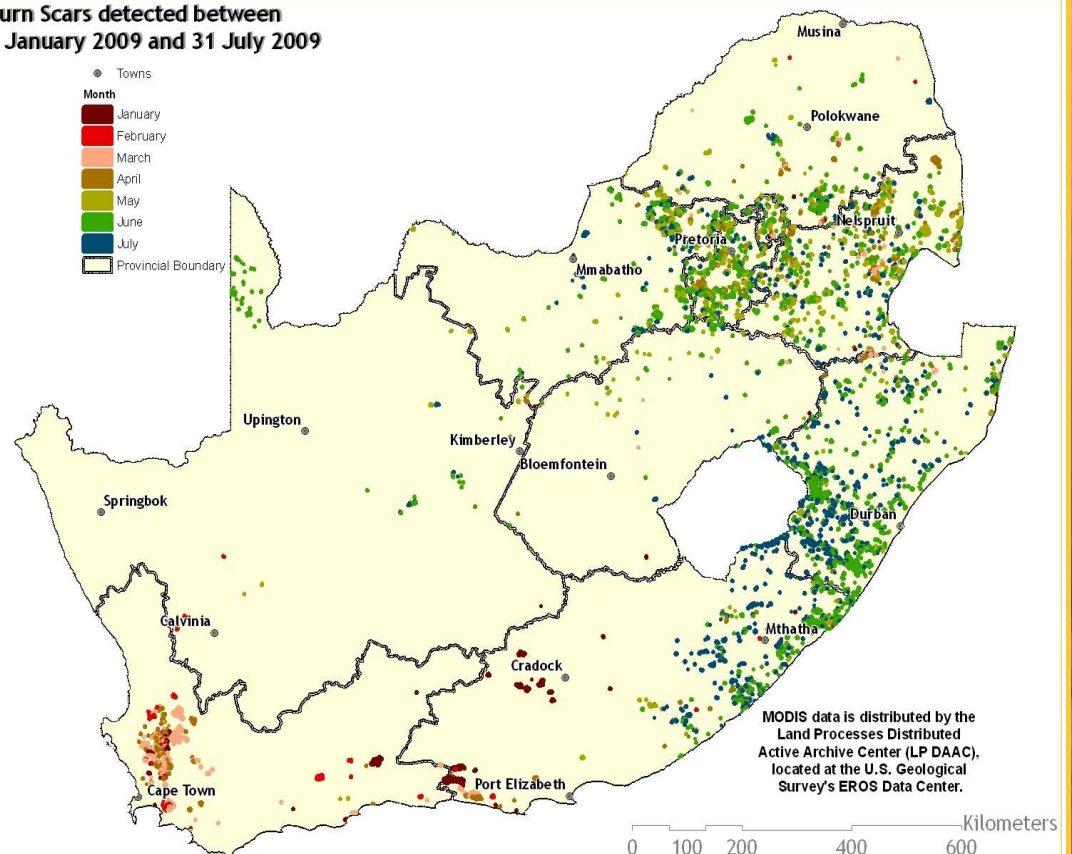 urn Scars detected between
January 2009 and 31 July 2009
Towns
Month
January
February
March
April
May
June
July
Provincial Boundary
Musina
Polokwane
Nelspruit
Pretoria
Mmabatho
Upington
Kimberley
Bloemfontein
Springbok
Durban
Calvinia
Mthatha
Cradock
Port Elizabeth
Cape Town
MODIS data is distributed by the
Land Processes Distributed
Active Archive Center (LP DAAC),
located at the U.S. Geological
Survey's EROS Data Center.
Kilometers
0 100 200 400 600